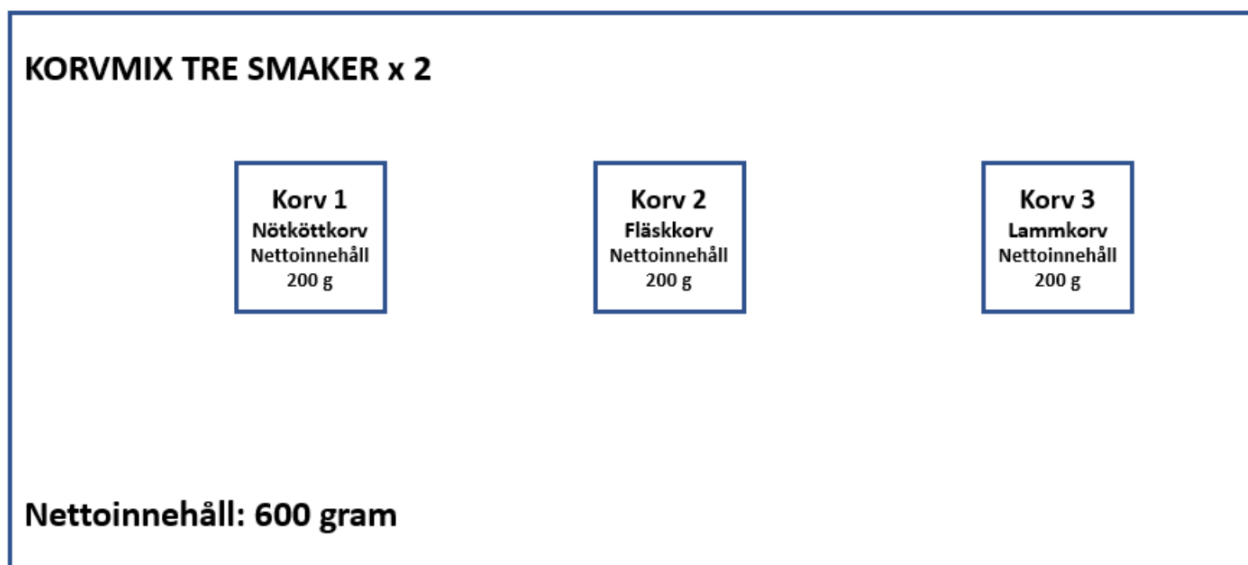 KORVMIX TRE SMAKER x 2
Korv 1
Nötköttkorv
Nettoinnehåll
200 g
Korv 2
Fläskkorv
Nettoinnehåll
200 g
Korv 3
Lammkorv
Nettoinnehåll
200 g
Nettoinnehåll: 600 gram